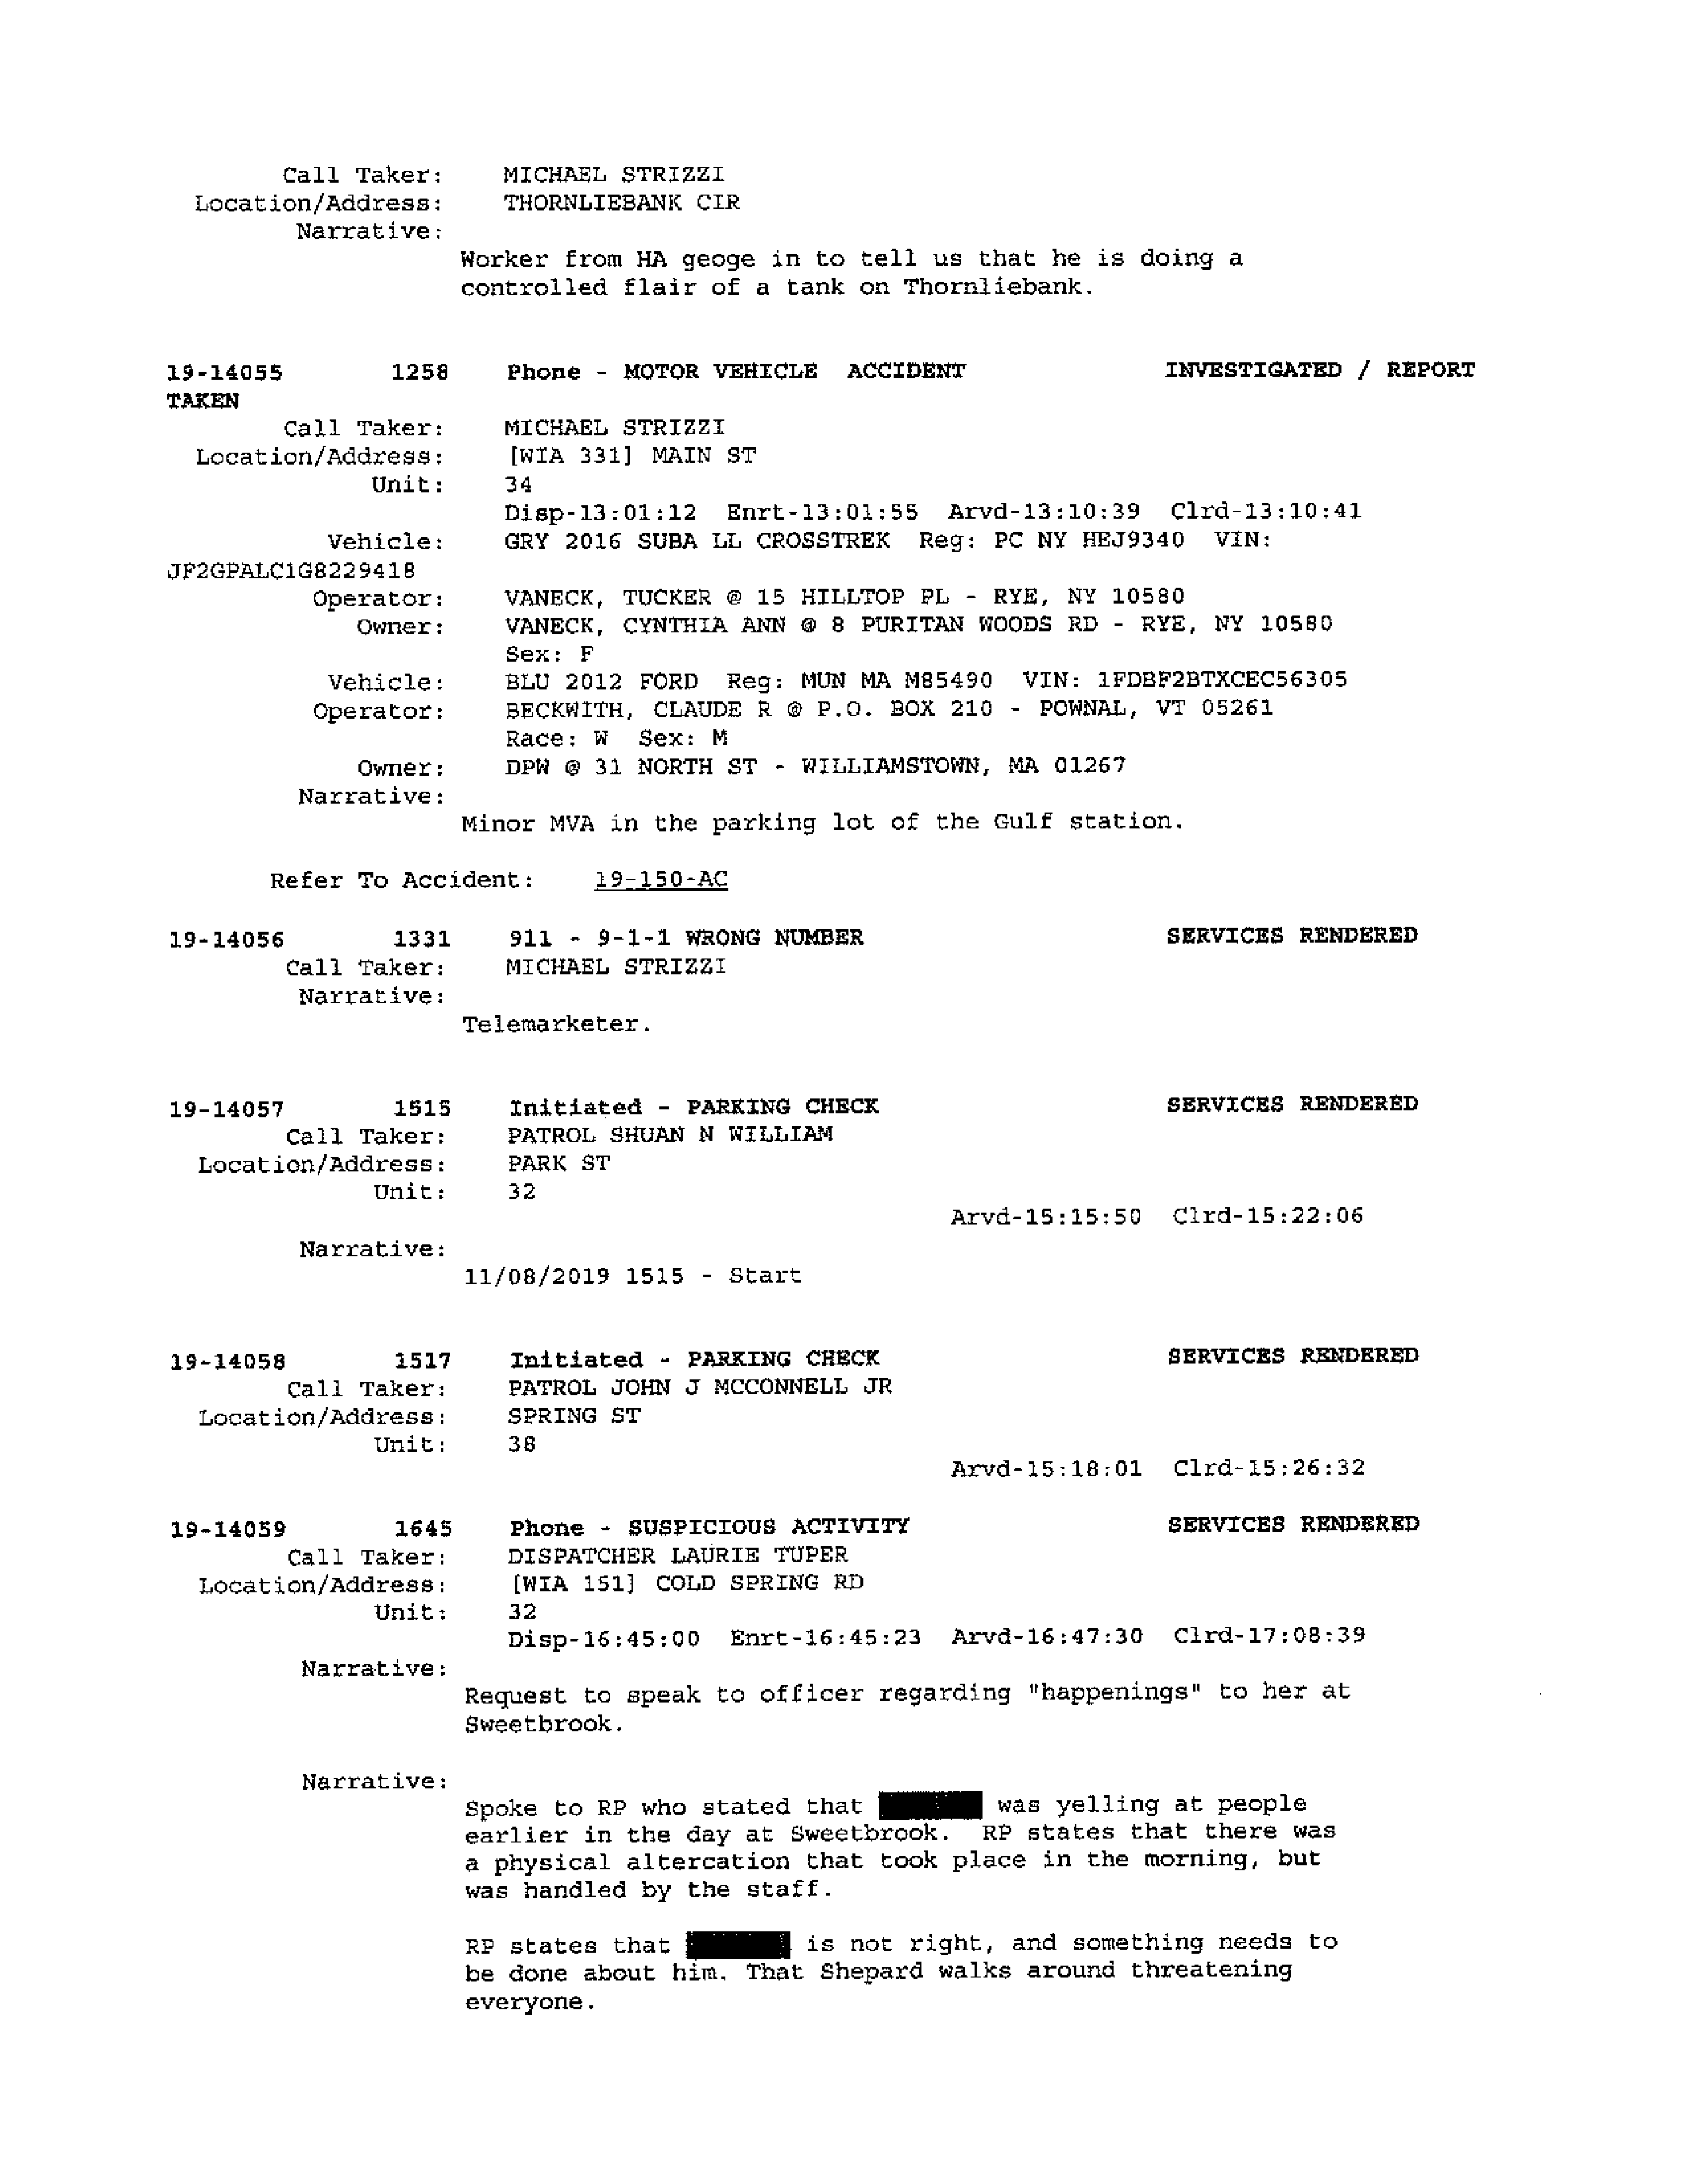 Call Taker: MICHAEL STRIZZI
Location/Address: THORNLIEBANK CIR
Narrative:
Worker from HA geoge in to tell us that he is doing a
controlled flair of a tank on Thornliebank.
19-14055 1258 Phone - MOTOR VEHICLE ACCIDENT INVESTIGATED / REPORT
TAKEN
Call Taker: MICHAEL STRIZZI
Location/Address: [WIA 331] MAIN ST
Unit: 34
Disp-13:01:12 Enrt-13:01:55 Arvd-13:10:39 Clrd-13:10:41
Vehicle: GRY 2016 SUBA LL CROSSTREK Reg: PC NY HEJ9340 VIN:
JF2GPALC1G8229418
Operator: VANECK, TUCKER @ 15 HILLTOP PL - RYE, NY 10580
Owner: VANECK, CYNTHIA ANN @ 8 PURITAN WOODS RD - RYE, NY 10580
Sex: F
Vehicle: BLU 2012 FORD Reg: MUN MA M85490 VIN: 1FDBF2BTXCEC56305
Operator: BECKWITH, CLAUDE R @ P.O. BOX 210 - POWNAL, VT 05261
Race: W Sex: M
Owner: DPW @ 31 NORTH ST - WILLIAMSTOWN, MA 01267
Narrative:
Minor MVA in the parking lot of the Gulf station.
Refer To Accident: 19-150-AC
19-14056 1331 911 - 9-1-1 WRONG NUMBER SERVICES RENDERED
Call Taker: MICHAEL STRIZZI
Narrative:
Telemarketer.
19-14057 1515 Initiated - PARKING CHECK SERVICES RENDERED
Call Taker: PATROL SHUAN N WILLIAM
Location/Address: PARK ST
Unit: 32
Arvd-15:15:50 Clrd-15:22:06
Narrative:
11/08/2019 1515 - Start
19-14058 1517 Initiated - PARKING CHECK SERVICES RENDERED
Call Taker: PATROL JOHN J MCCONNELL JR
Location/Address: SPRING ST
Unit: 38
Arvd-15:18:01 Clrd-15:26:32
19-14059 1645 Phone - SUSPICIOUS ACTIVITY SERVICES RENDERED
Call Taker: DISPATCHER LAURIE TUPER
Location/Address: [WIA 151] COLD SPRING RD
Unit: 32
Disp-16:45:00 Enrt-16:45:23 Arvd-16:47:30 Clrd-17:08:39
Narrative:
Request to speak to officer regarding "happenings" to her at
Sweetbrook.
Narrative:
Spoke to RP who stated that was yelling at people
earlier in the day at Sweetbrook. RP states that there was
a physical altercation that took place in the morning, but
was handled by the staff.
RP states that is not right, and something needs to
be done about him. That Shepard walks around threatening
everyone.